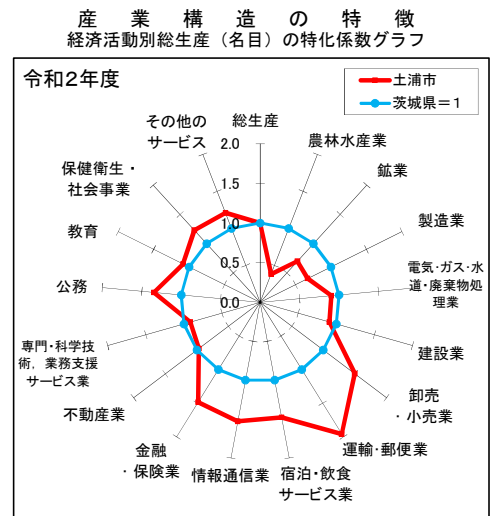 産業構造の特徴
経済活動別総生産（名目）の特化係数グラフ
令和2年度
土浦市
茨城県＝1
総生産
農林水産業
鉱業
製造業
電気･ガス･水
道･廃棄物処
理業
建設業
卸売
・小売業
運輸･郵便業
宿泊・飲食
サービス業
情報通信業
金融
・保険業
不動産業
専門・科学技
術，業務支援
サービス業
公務
教育
保健衛生・
社会事業
その他の
サービス
2.0
1.5
1.0
0.5
0.0